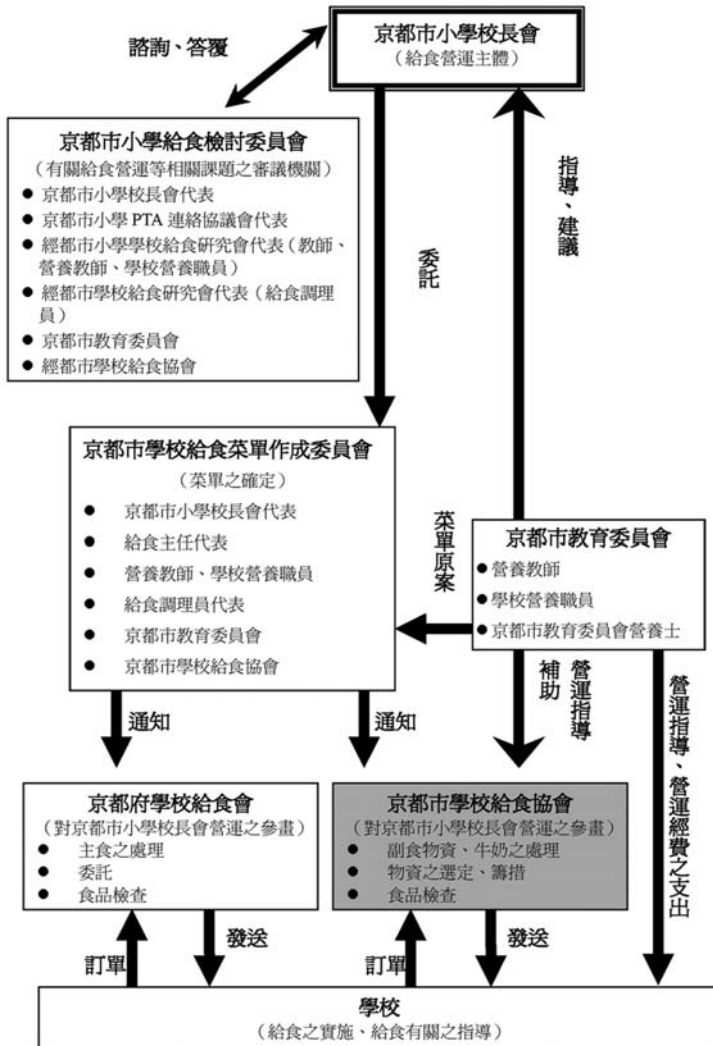 京都市小學校長會
（給食營運主體）
諮詢、答覆
京都市小學給食檢討委員會
（有關給食營運等相關課題之審議機關）
● 京都市小學校長會代表
● 京都市小學 PTA 連絡協議會代表
● 經都市小學學校給食研究會代表（教師、
營養教師、學校營養職員）
● 經都市學校給食研究會代表（給食調理
員）
● 京都市教育委員會
● 經都市學校給食協會
委託
指導、建議
京都市學校給食菜單作成委員會
（菜單之確定）
● 京都市小學校長會代表
● 給食主任代表
● 營養教師、學校營養職員
● 給食調理員代表
● 京都市教育委員會
● 京都市學校給食協會
菜單原案
京都市教育委員會
● 營養教師
● 學校營養職員
● 京都市教育委員會營養士
通知
通知
營運指導
補助
營運指導、營運經費之支出
京都府學校給食會
（對京都市小學校長會營運之參畫）
● 主食之處理
● 委託
● 食品檢查
京都市學校給食協會
（對京都市小學校長會營運之參畫）
● 副食物資、牛奶之處理
● 物資之選定、籌措
● 食品檢查
訂單
發送
訂單
發送
學校
（給食之實施、給食有關之指導）